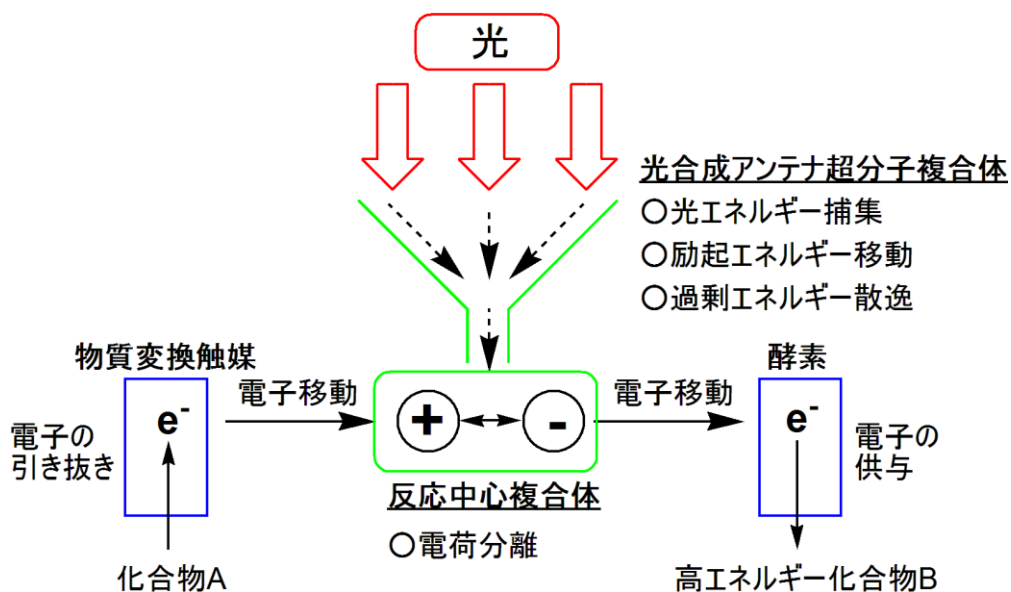 光
光合成アンテナ超分子複合体
○光エネルギー捕集
○励起エネルギー移動
○過剰エネルギー散逸
物質変換触媒
酵素
電子移動
電子移動
e-
+
-
e-
電子の
引き抜き
電子の
供与
反応中心複合体
○電荷分離
化合物A
高エネルギー化合物B